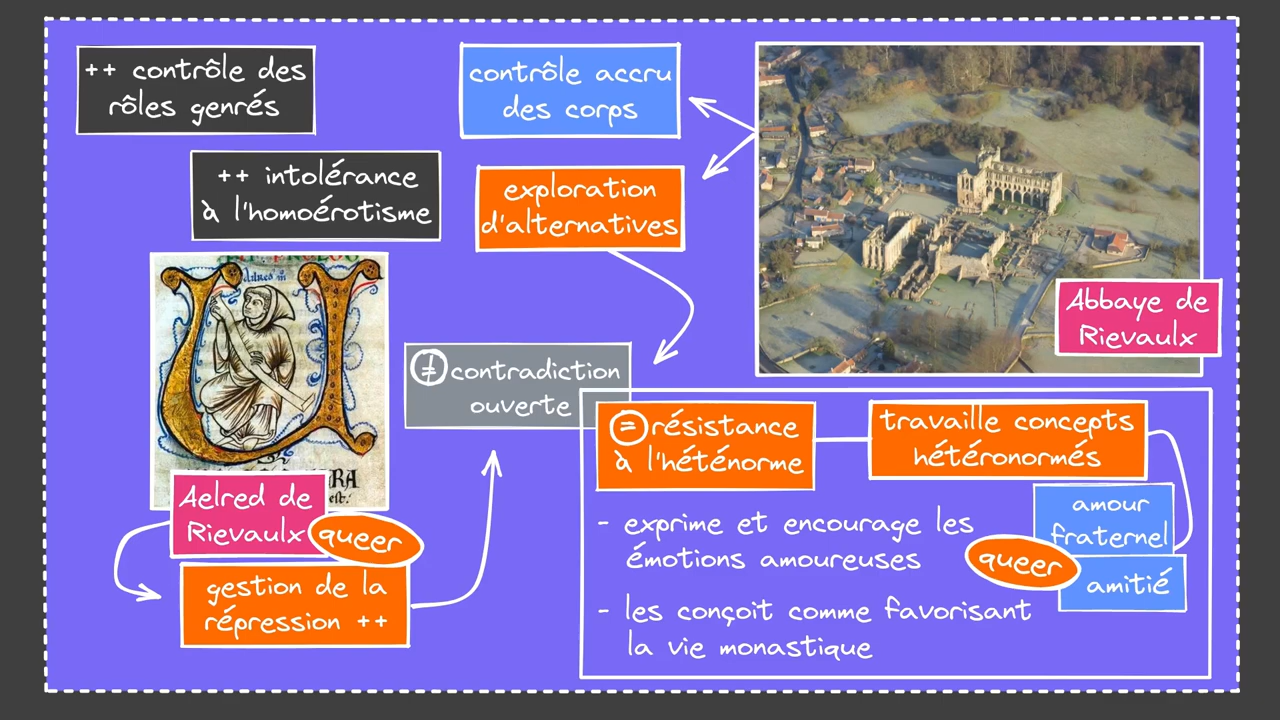 ++ contrôle des
rôles genrés
++ intolérance
à l'homoérotisme
contrôle accru
des corps
exploration
d'alternatives
Abbaye de
Rievaulx
≠ contradiction
ouverte
Aelred de
Rievaulx
queer
gestion de la
répression ++
= résistance
à l'héténorme
travaille concepts
hétéronormés
amour
fraternel
queer
amitié
- exprime et encourage les
émotions amoureuses
- les conçoit comme favorisant
la vie monastique